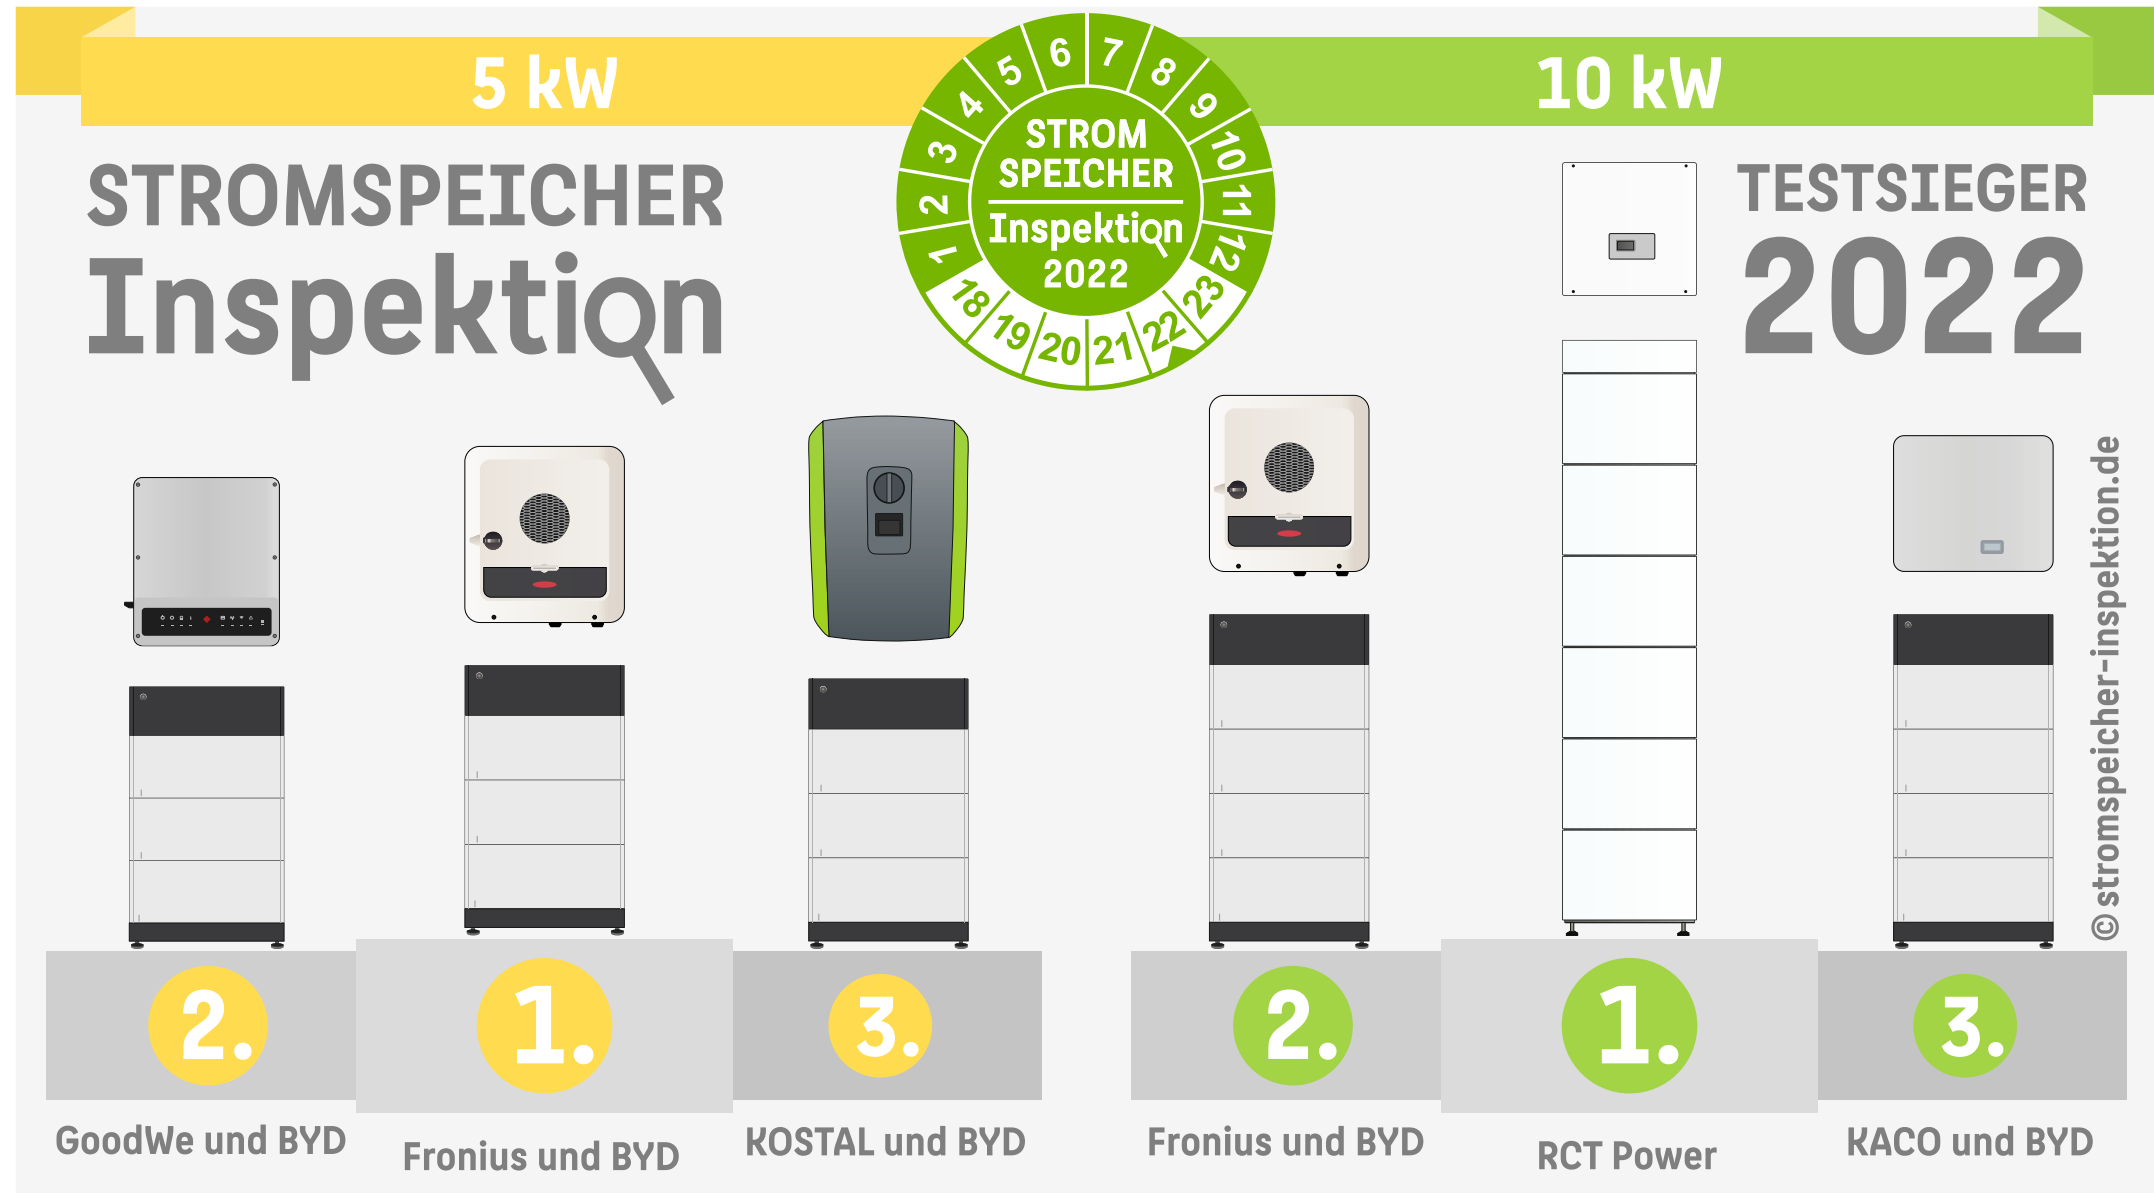 5 kW
10 kW
STROMSPEICHER
Inspektion
1 2 3 4 5 6 7 8 9 10 11 12
18 19 20 21 22 23
STROM
SPEICHER
Inspektion
2022
TESTSIEGER
2022
© stromspeicher-inspektion.de
2.
1.
3.
2.
1.
3.
GoodWe und BYD
Fronius und BYD
KOSTAL und BYD
Fronius und BYD
RCT Power
KACO und BYD